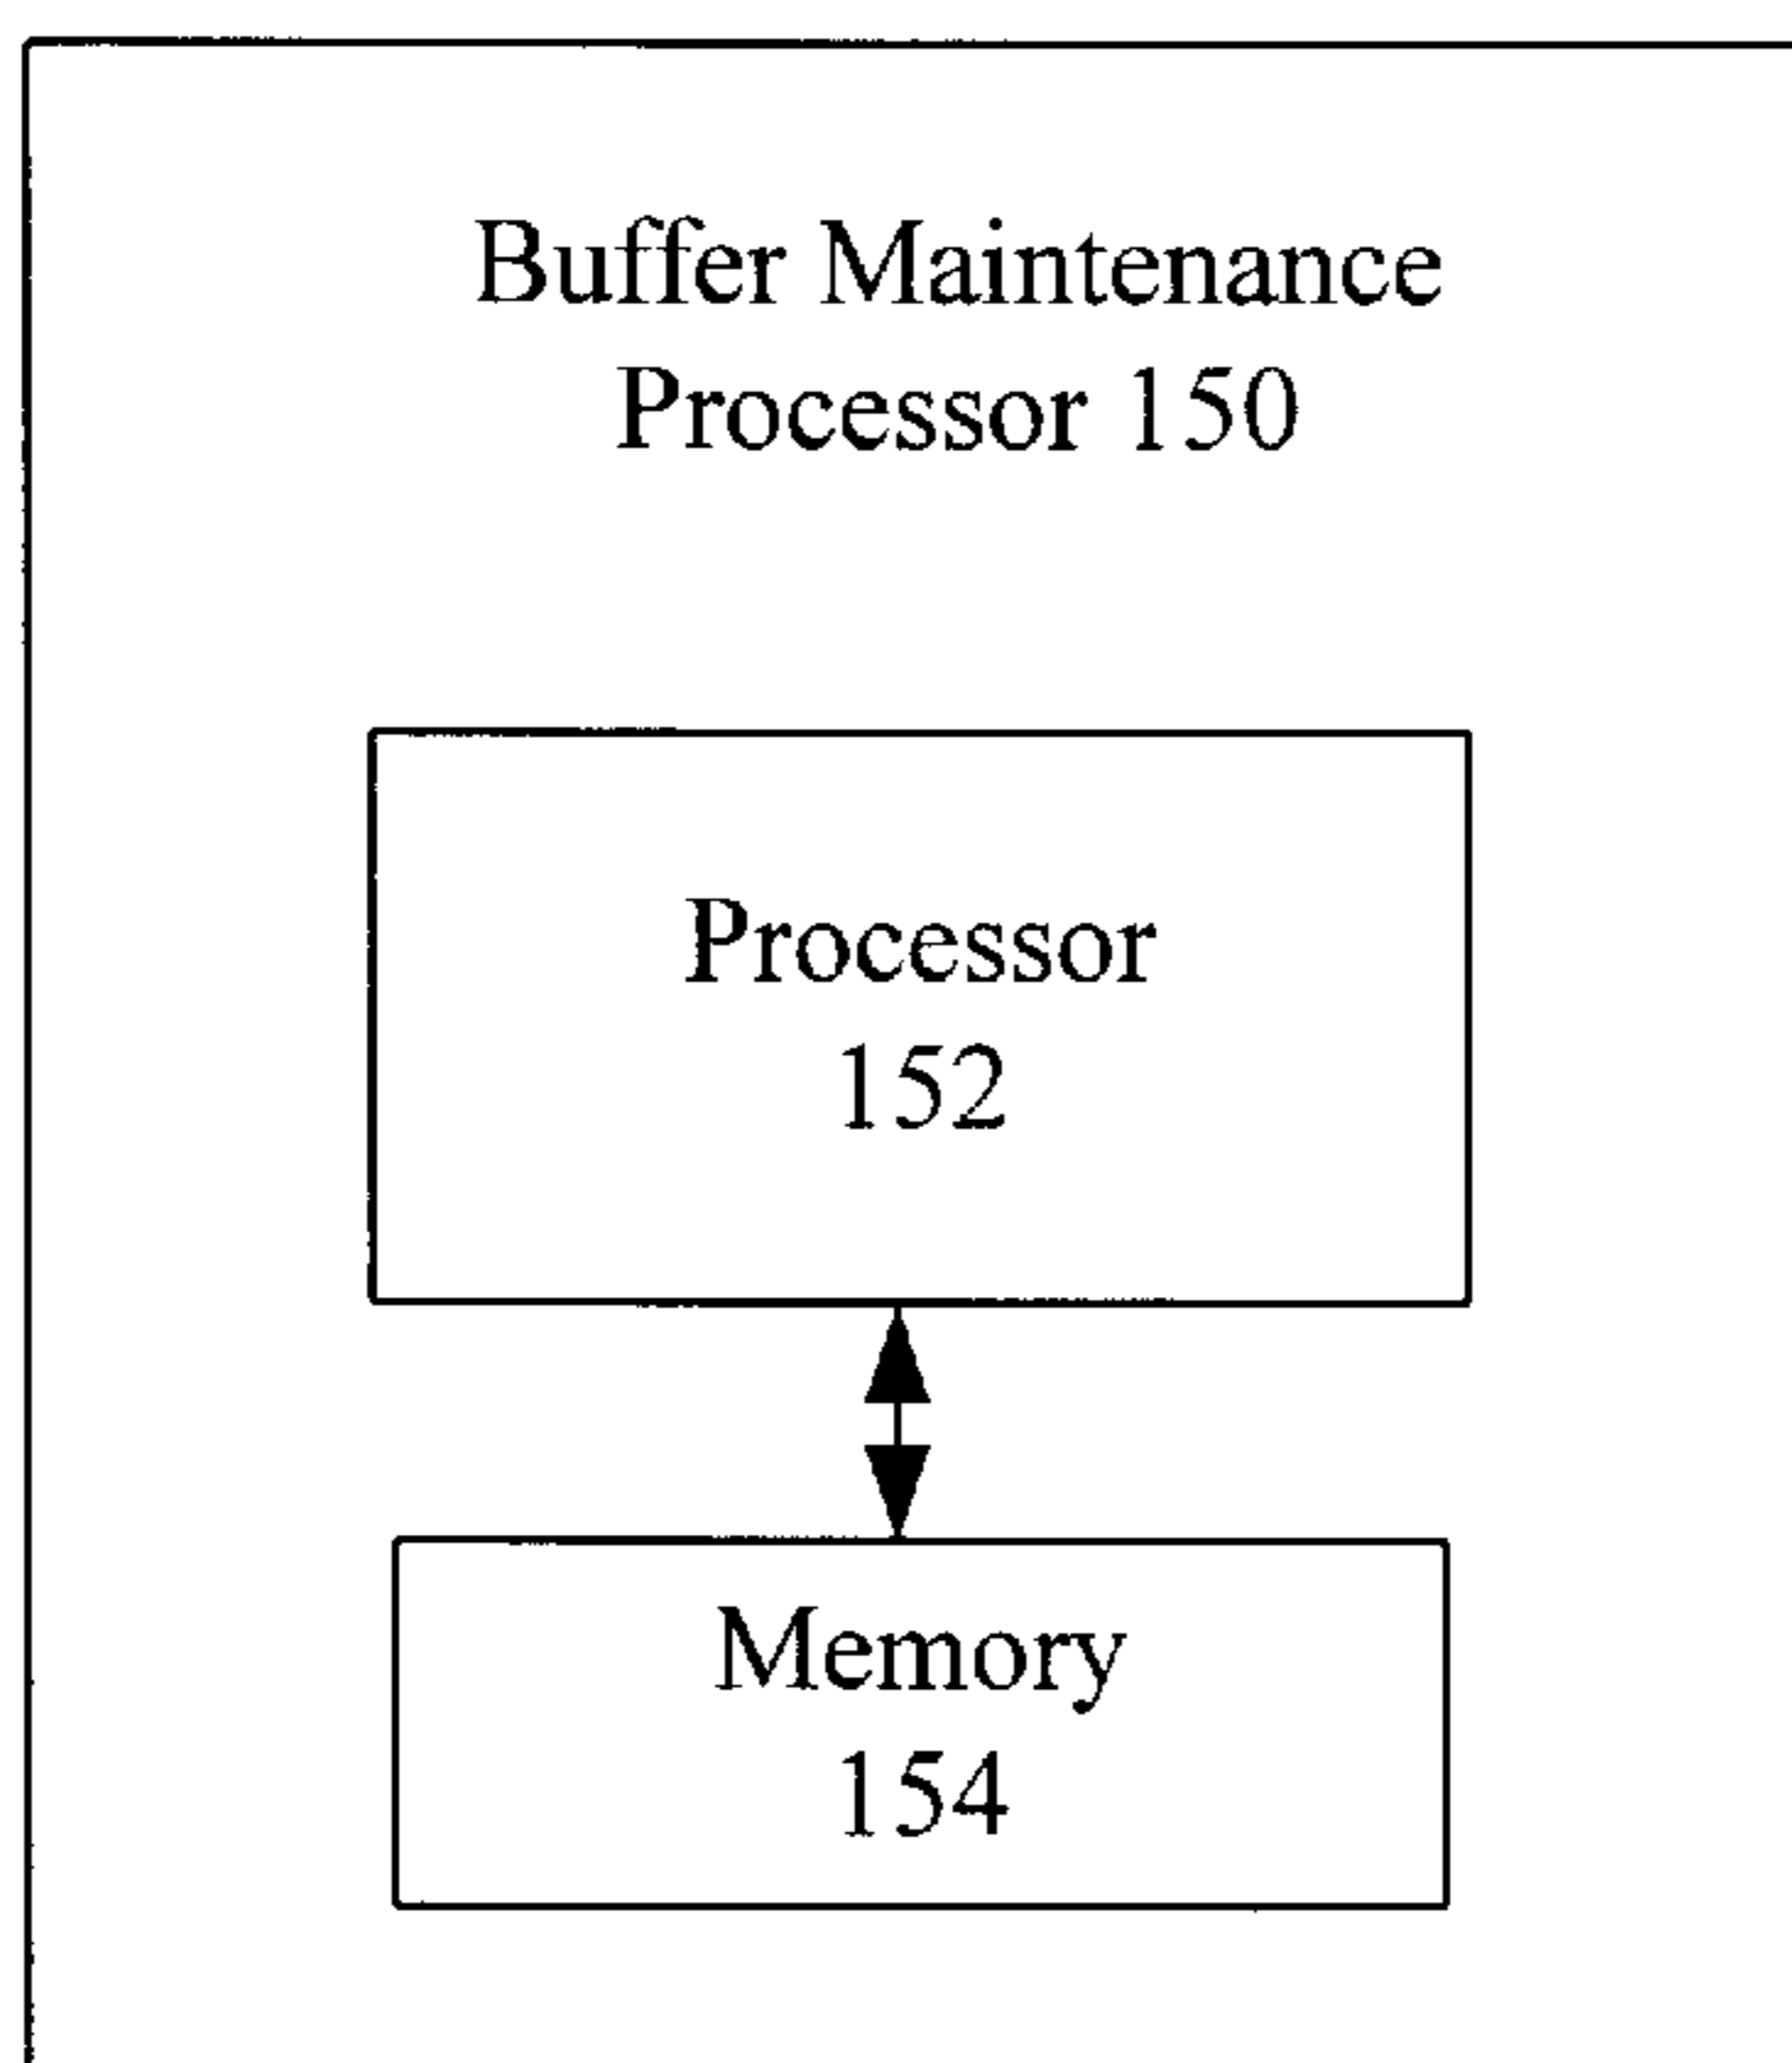 Buffer Maintenance
Processor 150
Processor
152
Memory
154